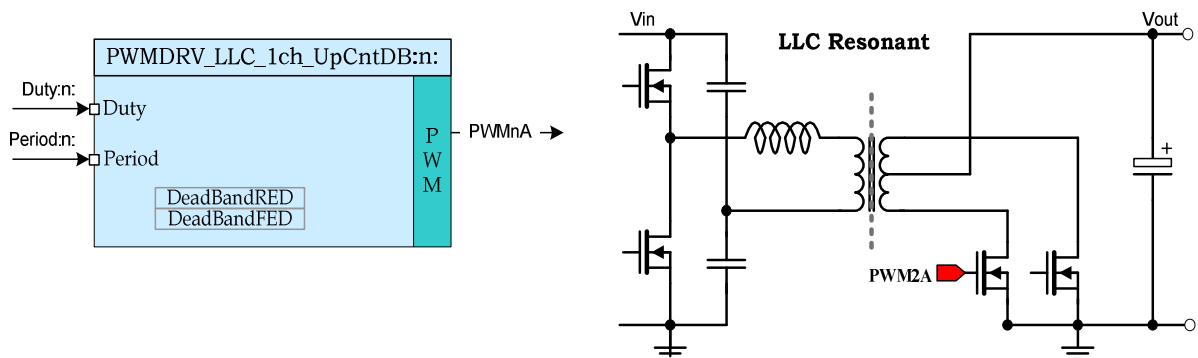 PWMDRV_LLC_1ch_UpCntDB:n:
Duty:n:
Duty
Period:n:
Period
DeadBandRED
DeadBandFED
P
W
M
PWMnA
Vin
Vout
LLC Resonant
+
PWM2A